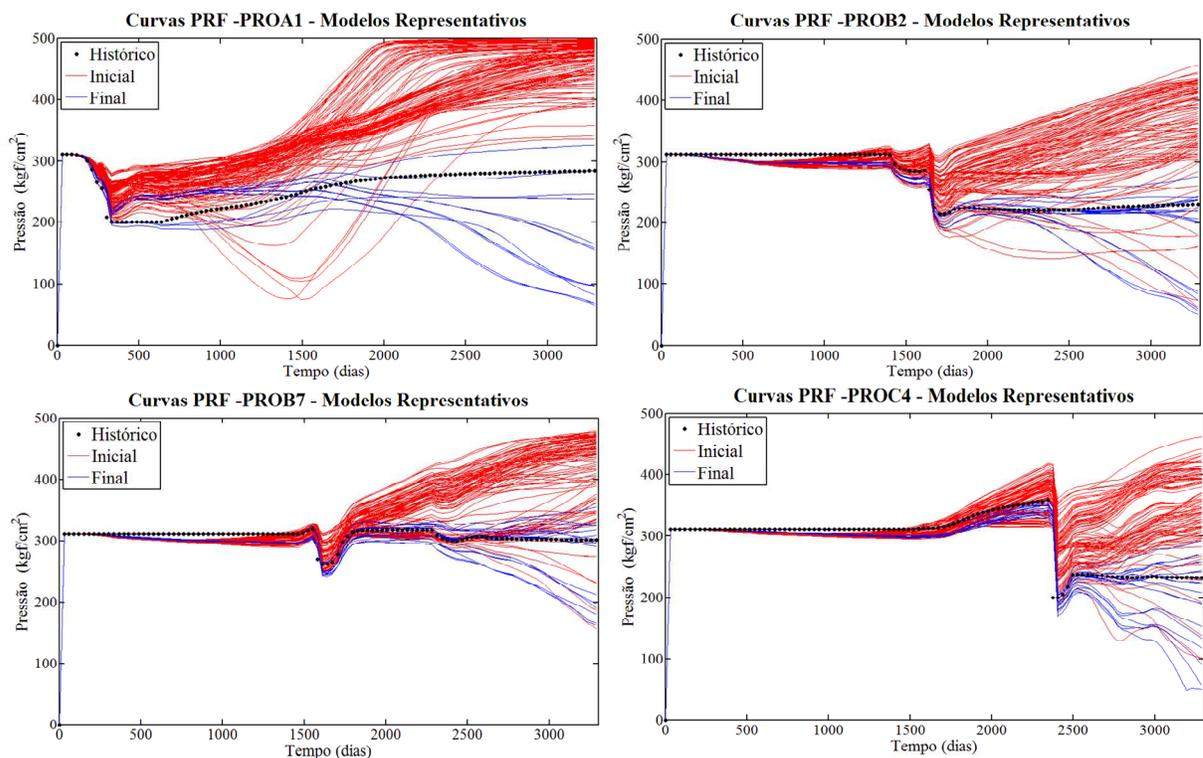 Curvas PRF -PROA1 - Modelos Representativos
500
400
300
200
100
0
Pressão (kgf/cm²)
Histórico
Inicial
Final
0 500 1000 1500 2000 2500 3000
Tempo (dias)
Curvas PRF -PROB2 - Modelos Representativos
500
400
300
200
100
0
Pressão (kgf/cm²)
Histórico
Inicial
Final
0 500 1000 1500 2000 2500 3000
Tempo (dias)
Curvas PRF -PROB7 - Modelos Representativos
500
400
300
200
100
0
Pressão (kgf/cm²)
Histórico
Inicial
Final
0 500 1000 1500 2000 2500 3000
Tempo (dias)
Curvas PRF -PROC4 - Modelos Representativos
500
400
300
200
100
0
Pressão (kgf/cm²)
Histórico
Inicial
Final
0 500 1000 1500 2000 2500 3000
Tempo (dias)